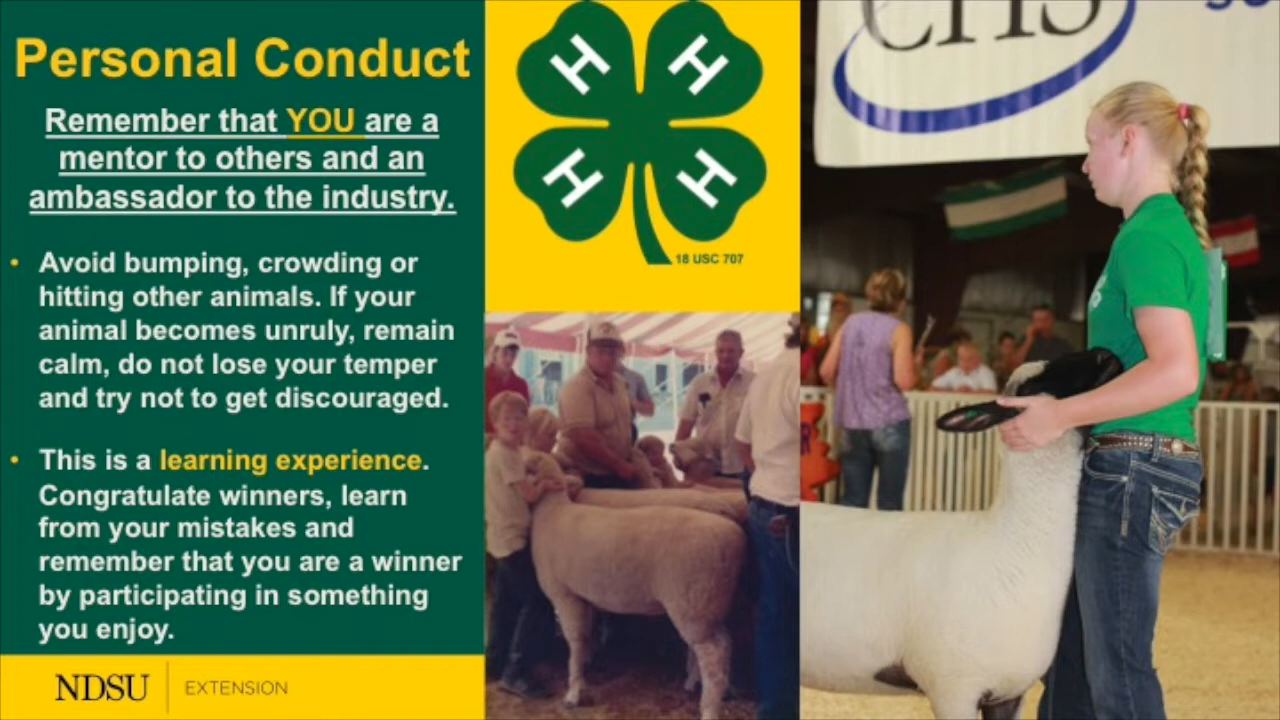 Personal Conduct
Remember that YOU are a
mentor to others and an
ambassador to the industry.
• Avoid bumping, crowding or
hitting other animals. If your
animal becomes unruly, remain
calm, do not lose your temper
and try not to get discouraged.
• This is a learning experience.
Congratulate winners, learn
from your mistakes and
remember that you are a winner
by participating in something
you enjoy.
NDSU EXTENSION
H H
H H
18 USC 707
CHS